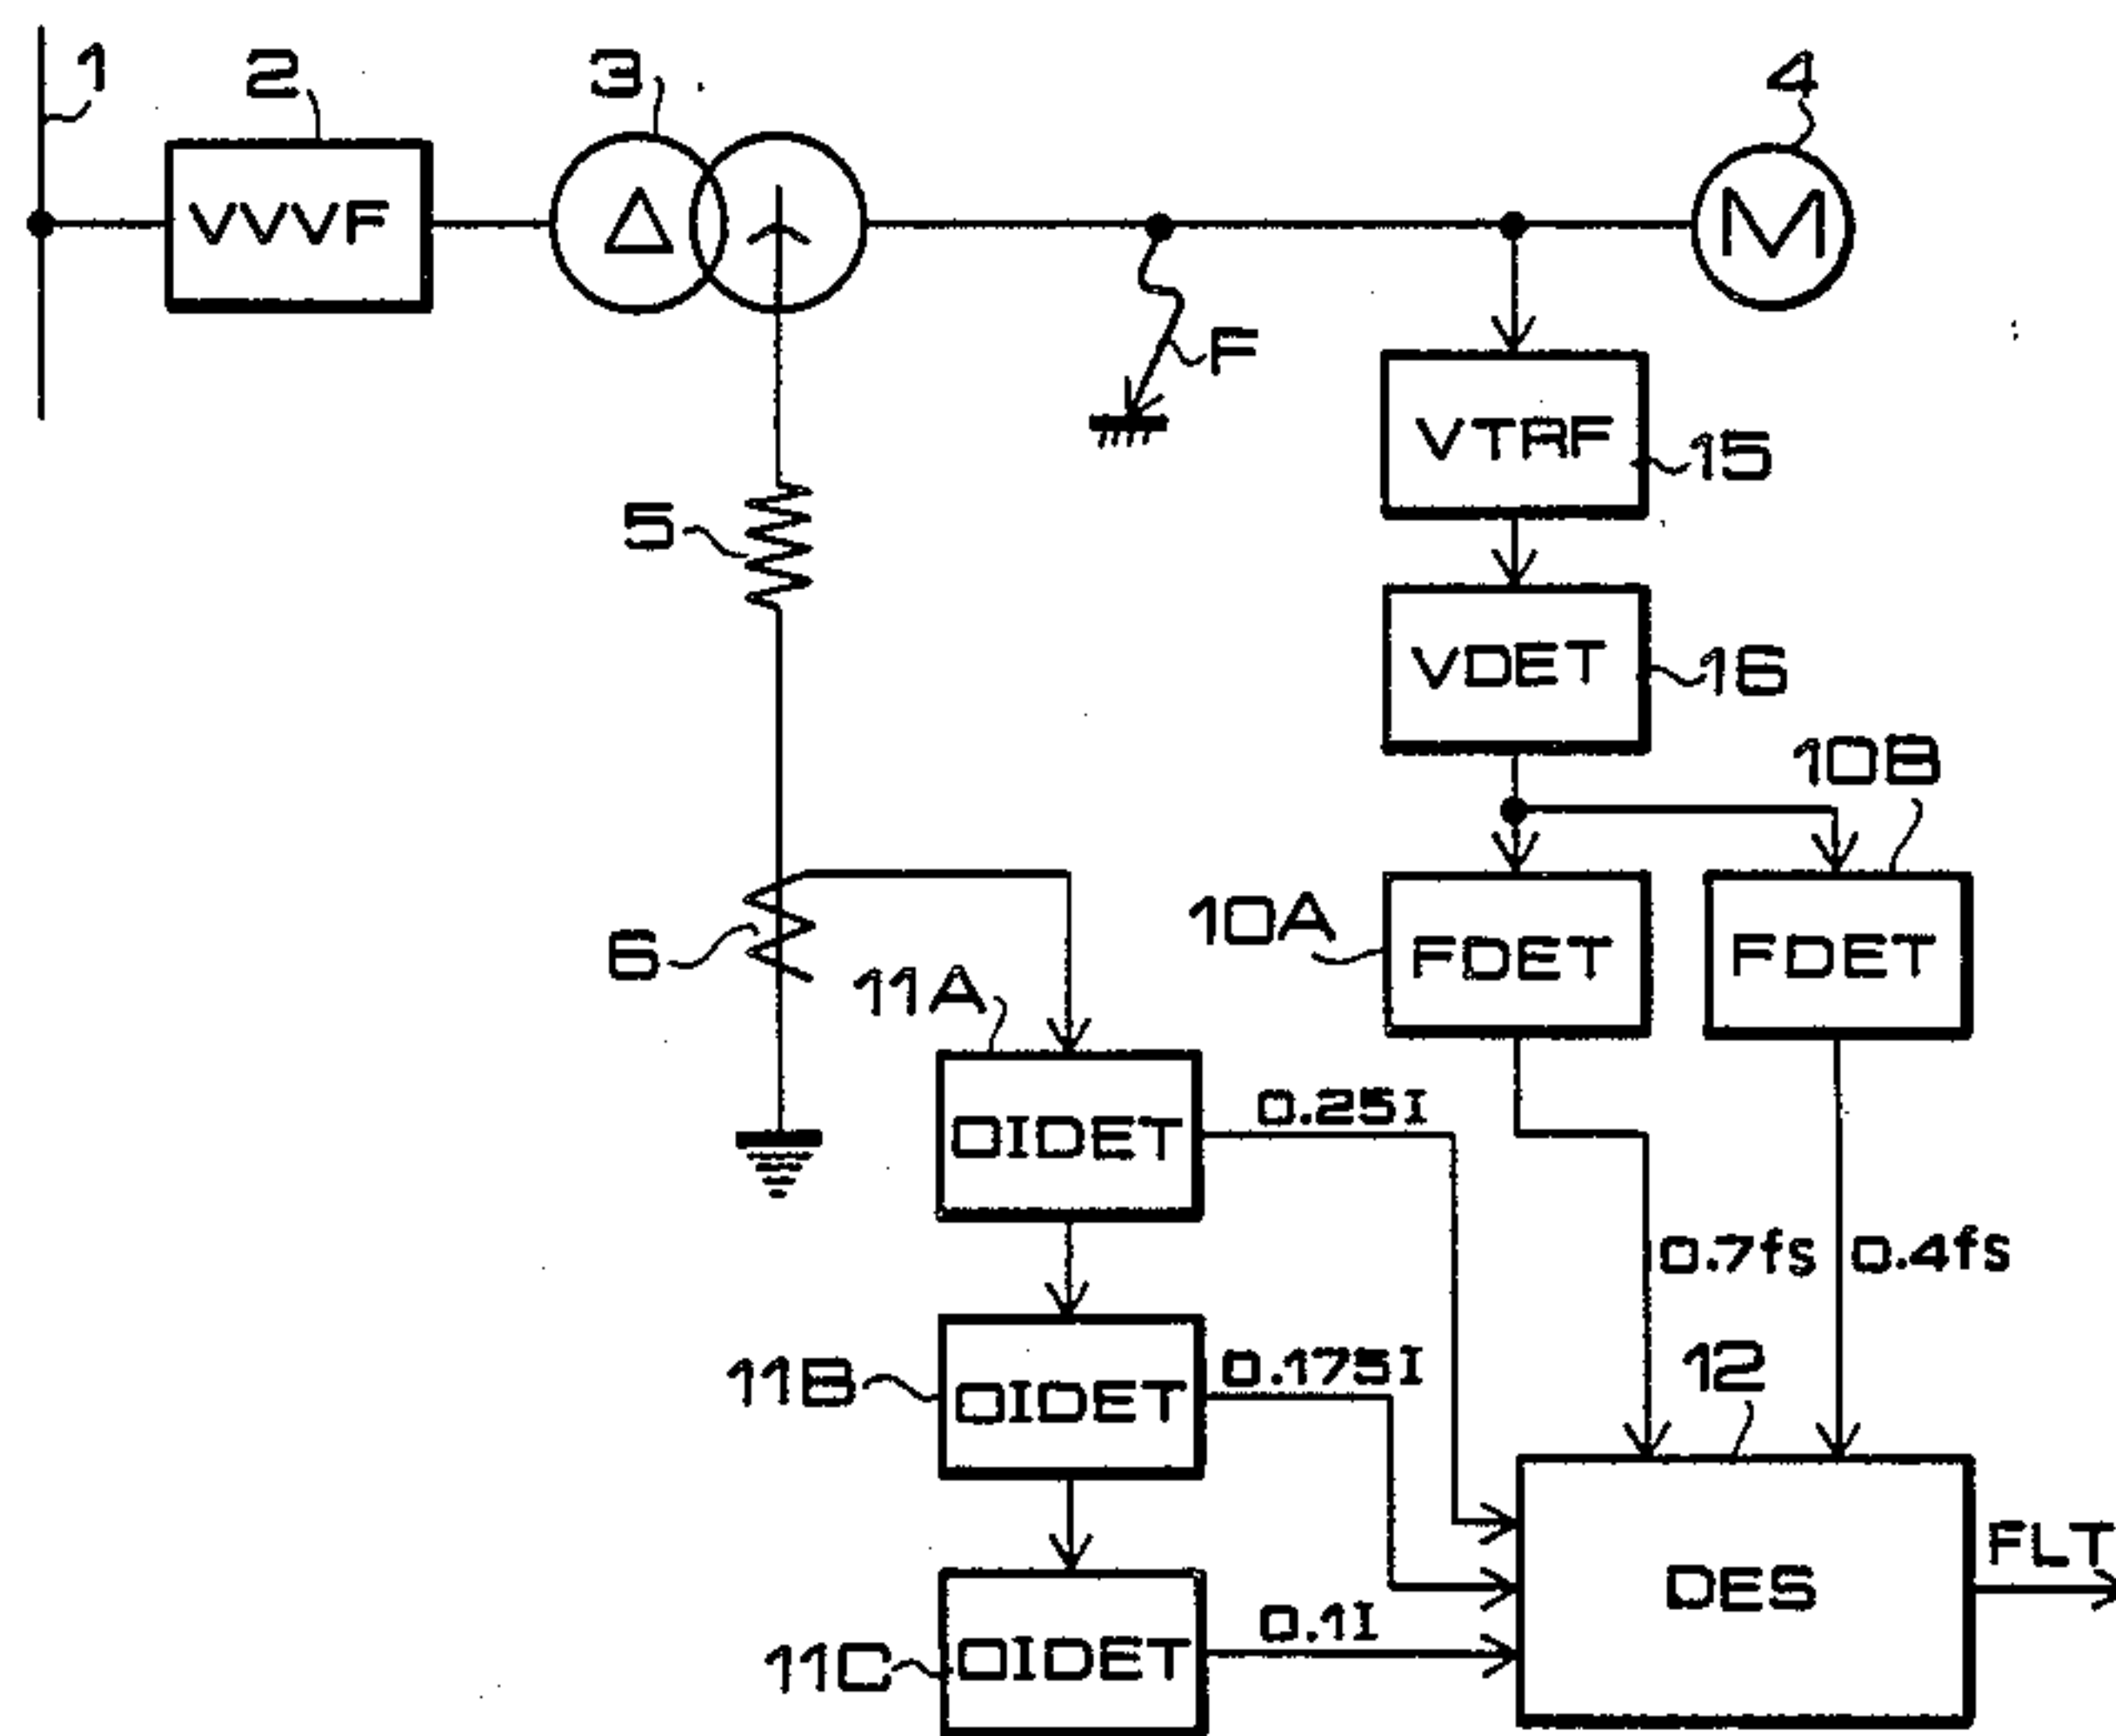 1
2
3
4
VVVF
Δ
M
F
VTRF
15
5
VDET
16
10B
6
10A
FDET
FDET
11A
OIDET
0.25I
0.7fs
0.4fs
11B
OIDET
0.175I
12
DES
FLT
11C
OIDET
0.1I